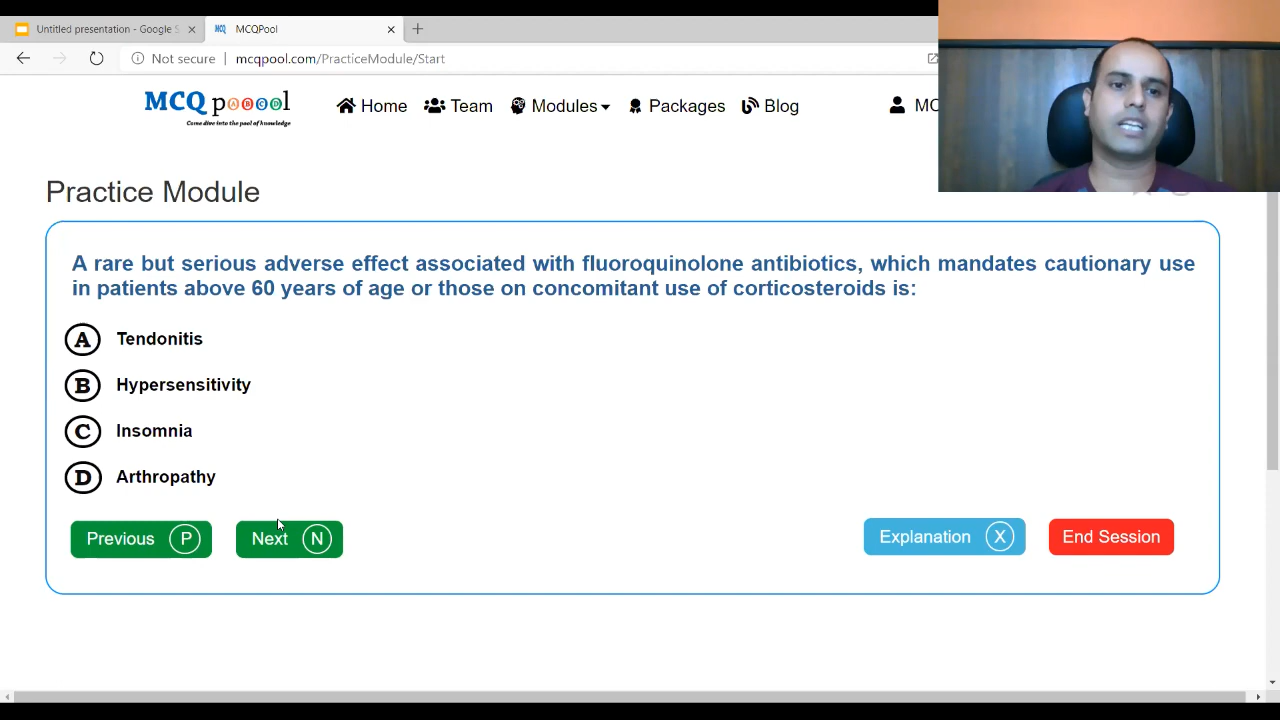 Untitled presentation - Google S
MCQ MCQPool
Not secure | mcqpool.com/PracticeModule/Start
MCQ pABCDl
Come dive into the pool of knowledge
Home Team Modules Packages Blog MC
Practice Module
A rare but serious adverse effect associated with fluoroquinolone antibiotics, which mandates cautionary use
in patients above 60 years of age or those on concomitant use of corticosteroids is:
A Tendonitis
B Hypersensitivity
C Insomnia
D Arthropathy
Previous P Next N Explanation X End Session